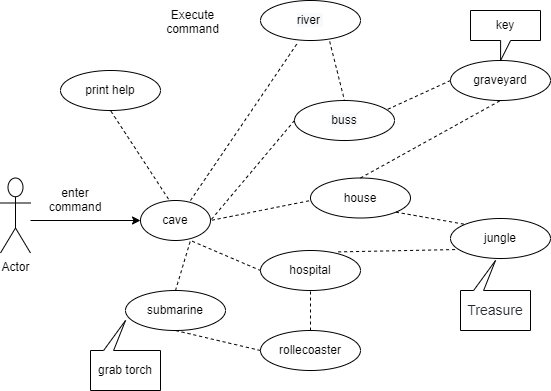 Execute
command
river
key
print help
graveyard
buss
enter
command
house
cave
jungle
Actor
hospital
submarine
Treasure
rollecoaster
grab torch